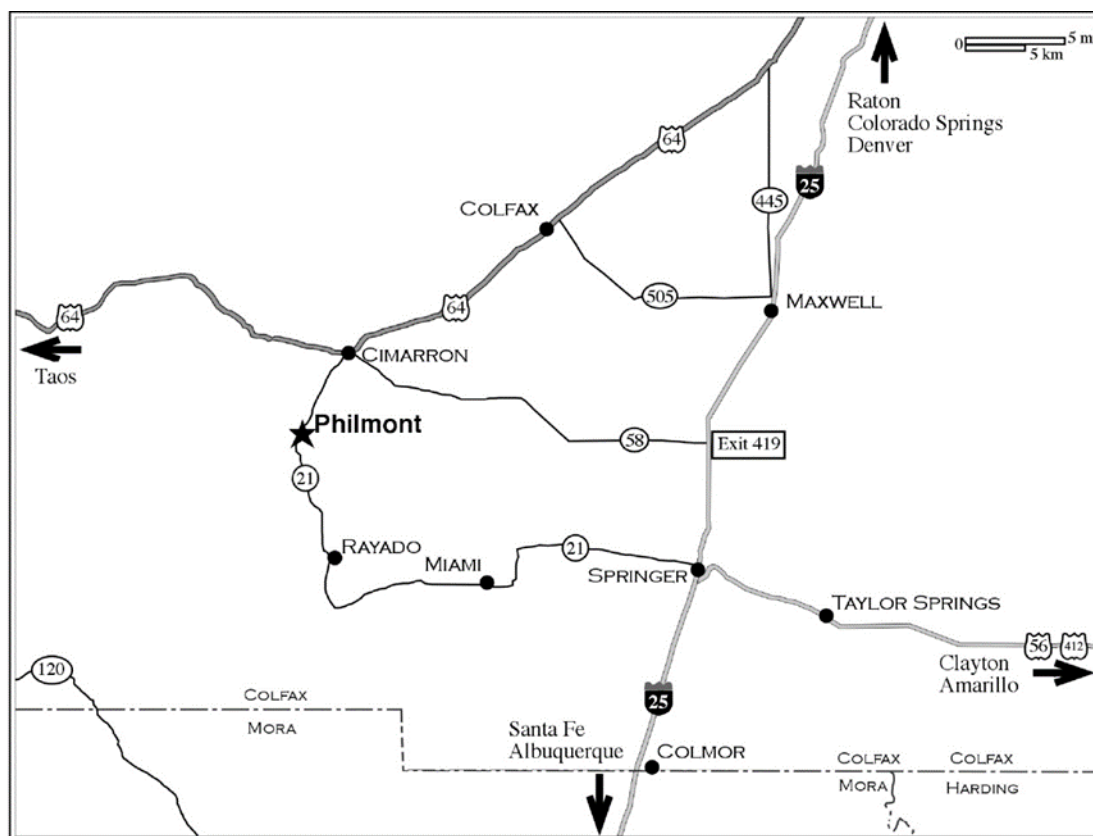 0 5 m
5 km
Raton
Colorado Springs
Denver
64
25
445
COLFAX
505
64
MAXWELL
64
Taos
CIMARRON
Philmont
58
Exit 419
21
RAYADO
MIAMI
21
SPRINGER
TAYLOR SPRINGS
56 412
Clayton
Amarillo
120
COLFAX
MORA
25
Santa Fe
Albuquerque
COLMOR
COLFAX COLFAX
MORA HARDING